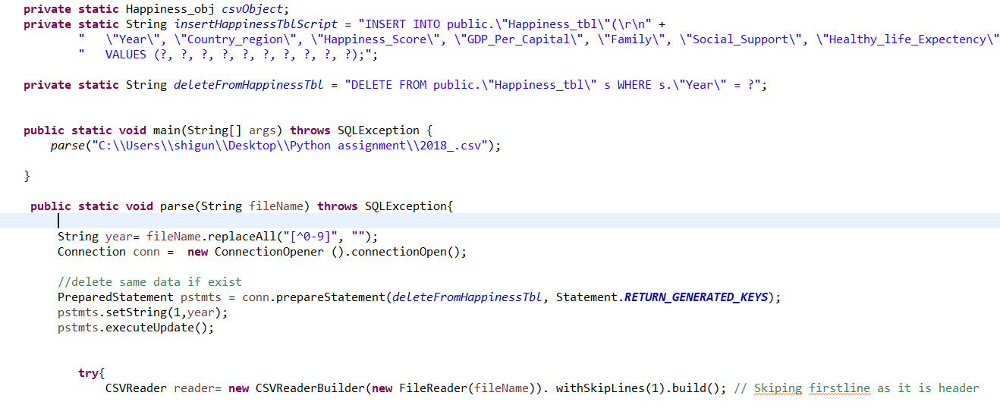 private static Happiness_obj csvObject;
private static String insertHappinessTblScript = "INSERT INTO public.\"Happiness_tbl\"(\r\n" +
"   \"Year\", \"Country_region\", \"Happiness_Score\", \"GDP_Per_Capital\", \"Family\", \"Social_Support\", \"Healthy_life_Expectency\"
"   VALUES (?, ?, ?, ?, ?, ?, ?, ?, ?, ?);";
private static String deleteFromHappinessTbl = "DELETE FROM public.\"Happiness_tbl\" s WHERE s.\"Year\" = ?";
public static void main(String[] args) throws SQLException {
parse("C:\\Users\\shigun\\Desktop\\Python assignment\\2018_.csv");
}
public static void parse(String fileName) throws SQLException{
String year= fileName.replaceAll("[^0-9]", "");
Connection conn =  new ConnectionOpener ().connectionOpen();
//delete same data if exist
PreparedStatement pstmts = conn.prepareStatement(deleteFromHappinessTbl, Statement.RETURN_GENERATED_KEYS);
pstmts.setString(1,year);
pstmts.executeUpdate();
try{
CSVReader reader= new CSVReaderBuilder(new FileReader(fileName)). withSkipLines(1).build(); // Skiping firstline as it is header